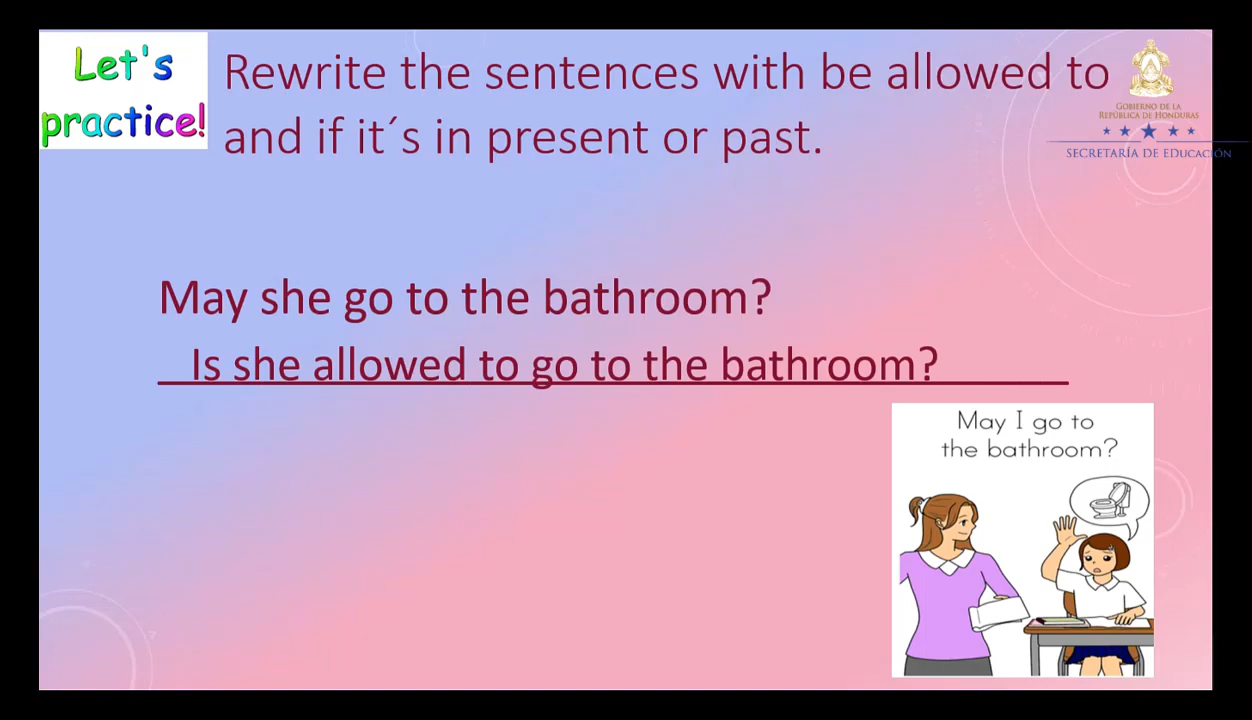 Let's
practice!
Rewrite the sentences with be allowed to
and if it´s in present or past.
GOBIERNO DE LA
REPÚBLICA DE HONDURAS
SECRETARÍA DE EDUCACIÓN
May she go to the bathroom?
Is she allowed to go to the bathroom?
May I go to
the bathroom?